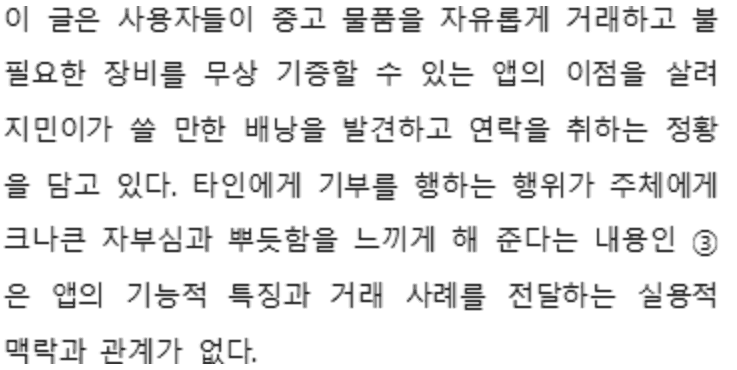 이 글은 사용자들이 중고 물품을 자유롭게 거래하고 불
필요한 장비를 무상 기증할 수 있는 앱의 이점을 살려
지민이가 쓸 만한 배낭을 발견하고 연락을 취하는 정황
을 담고 있다. 타인에게 기부를 행하는 행위가 주체에게
크나큰 자부심과 뿌듯함을 느끼게 해 준다는 내용인 ③
은 앱의 기능적 특징과 거래 사례를 전달하는 실용적
맥락과 관계가 없다.